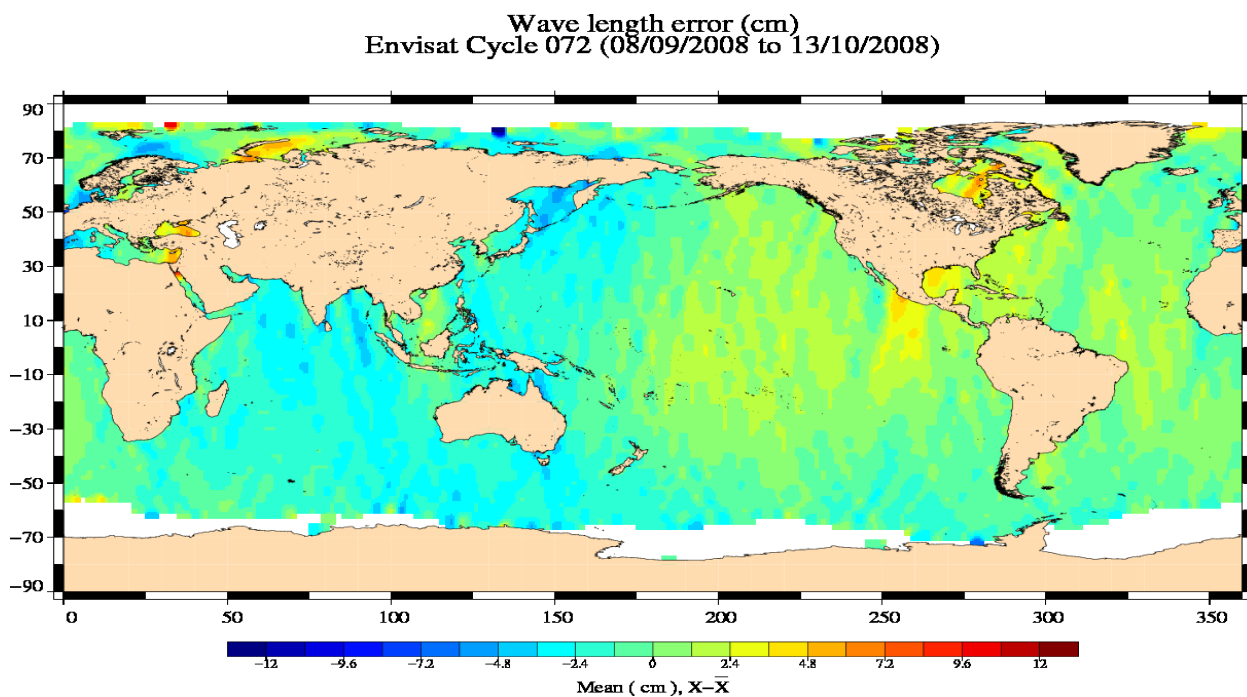 Wave length error (cm)
Envisat Cycle 072 (08/09/2008 to 13/10/2008)
90
70
50
30
10
−10
−30
−50
−70
−90
0 50 100 150 200 250 300 350
−12 −9.6 −7.2 −4.8 −2.4 0 2.4 4.8 7.2 9.6 12
Mean ( cm ), X−X̅